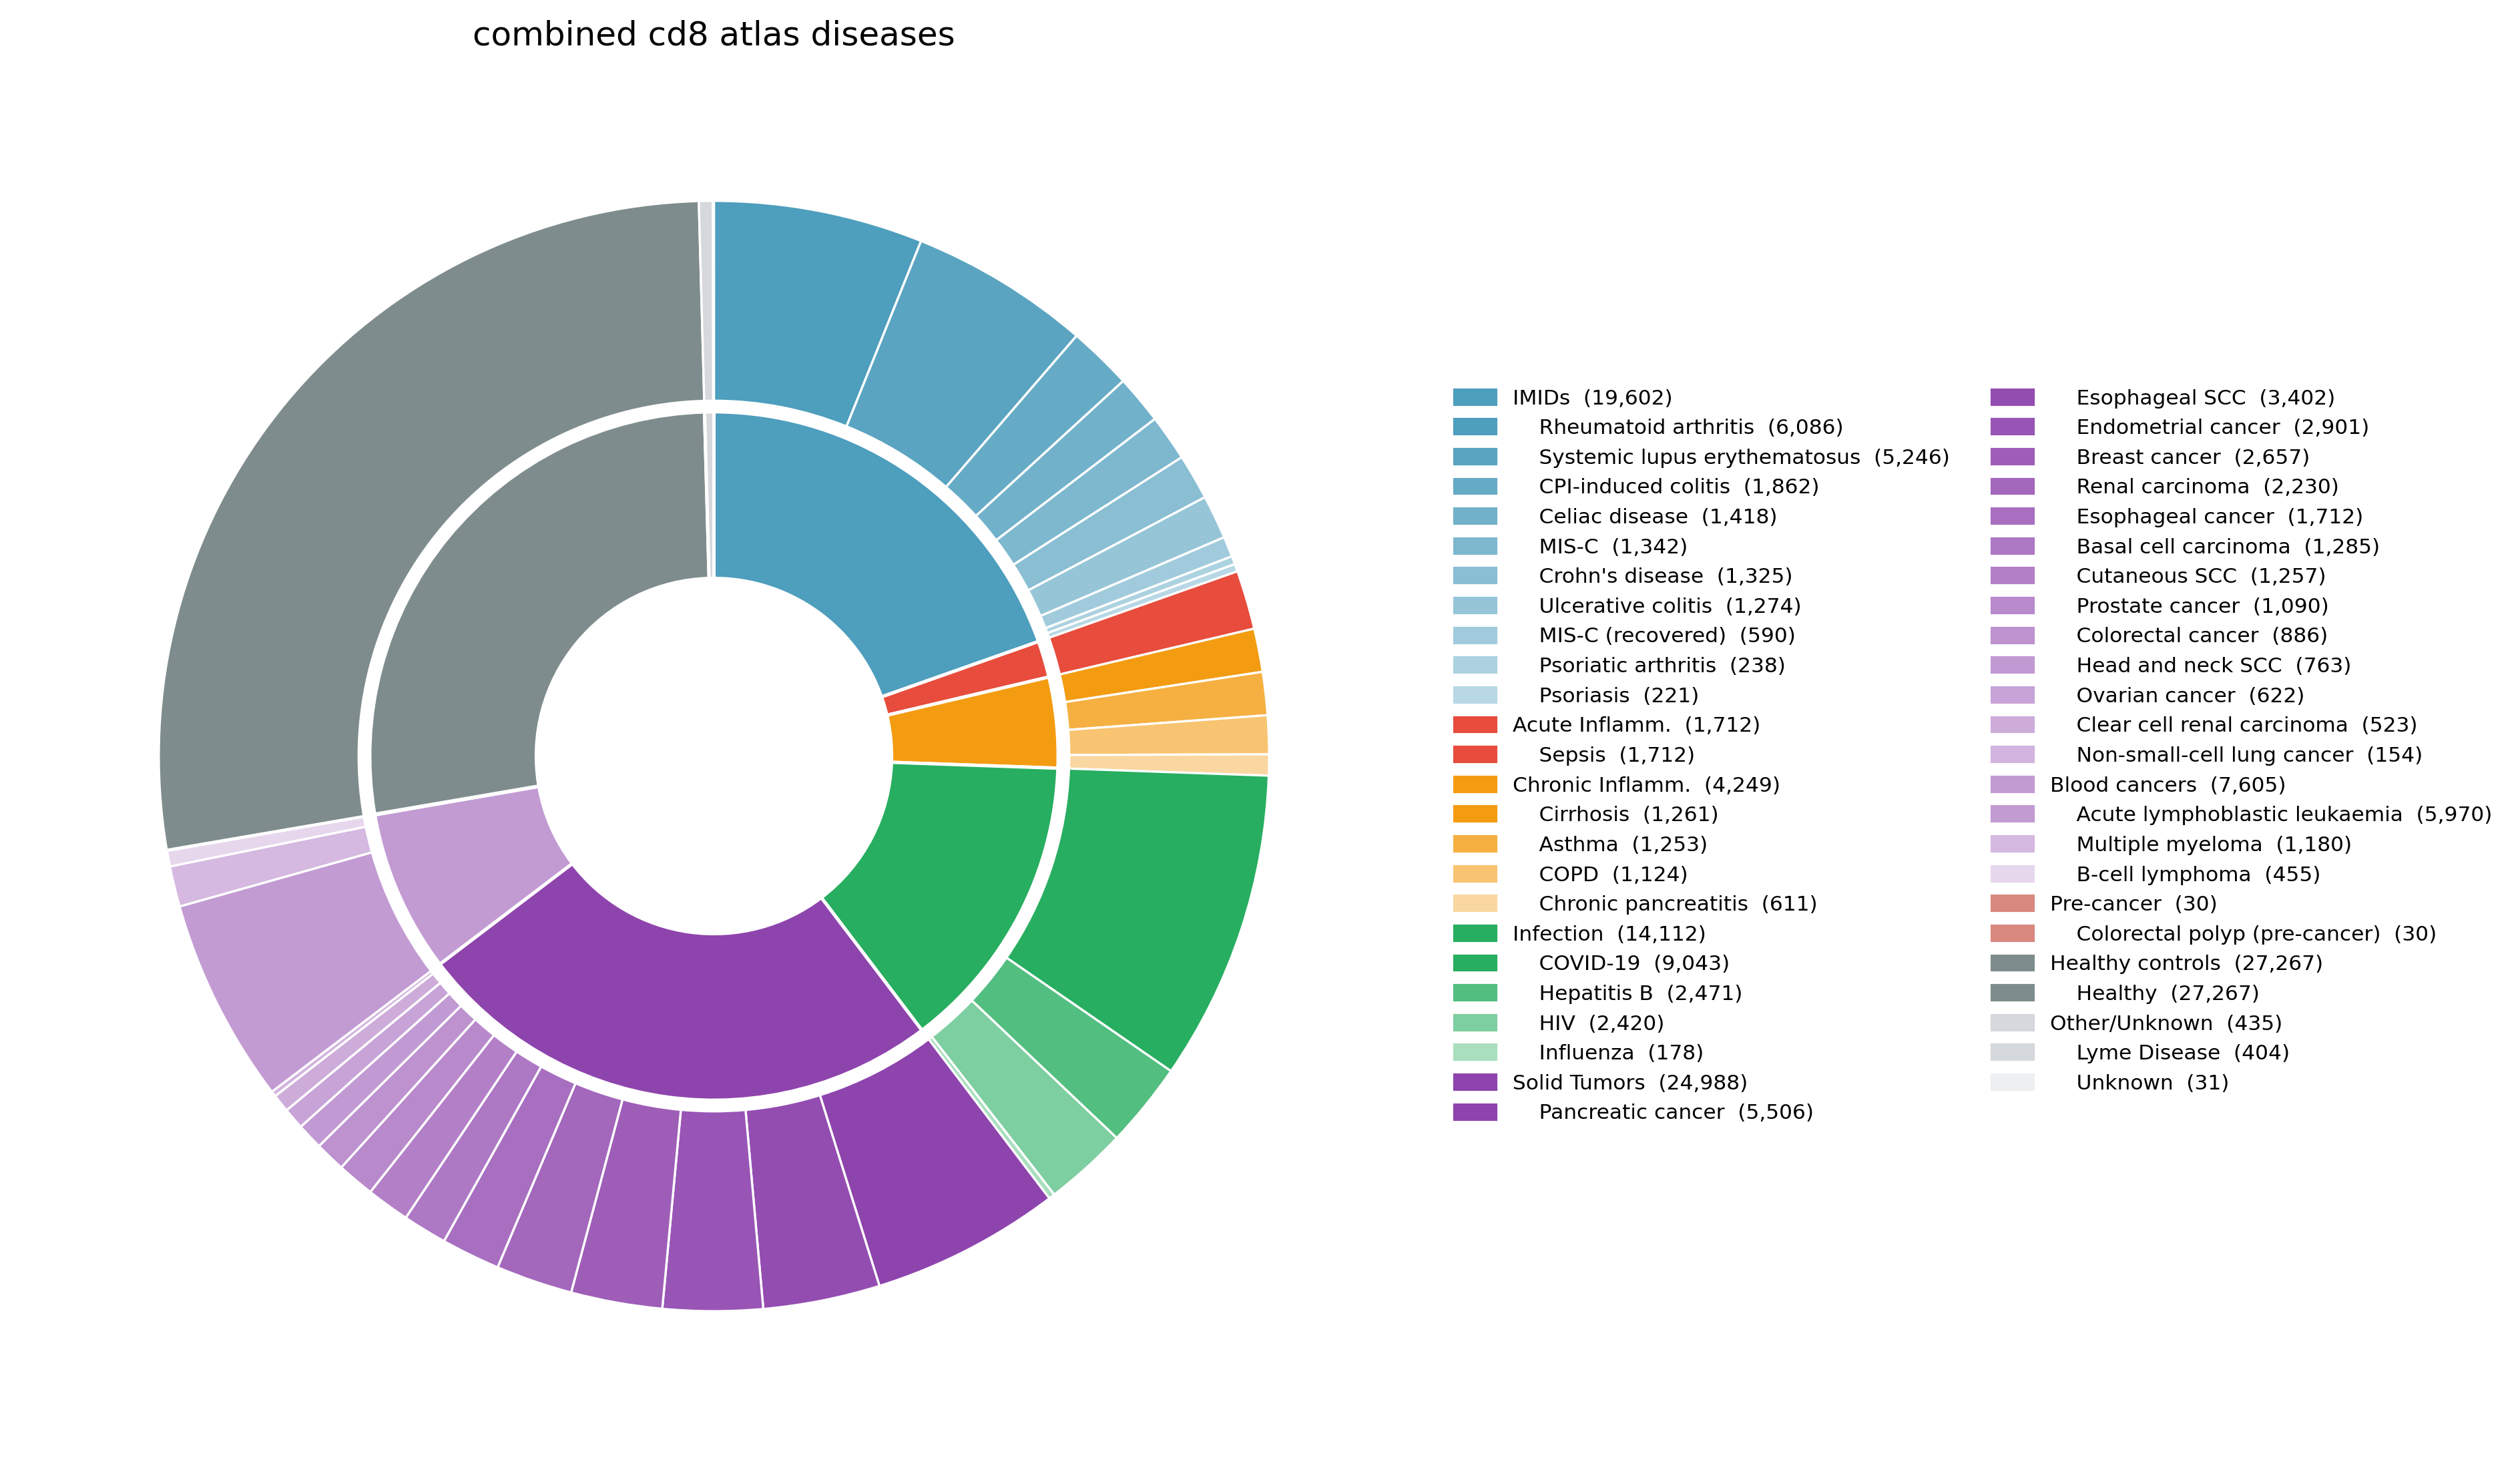 combined cd8 atlas diseases
IMIDs (19,602)
Rheumatoid arthritis (6,086)
Systemic lupus erythematosus (5,246)
CPI-induced colitis (1,862)
Celiac disease (1,418)
MIS-C (1,342)
Crohn's disease (1,325)
Ulcerative colitis (1,274)
MIS-C (recovered) (590)
Psoriatic arthritis (238)
Psoriasis (221)
Acute Inflamm. (1,712)
Sepsis (1,712)
Chronic Inflamm. (4,249)
Cirrhosis (1,261)
Asthma (1,253)
COPD (1,124)
Chronic pancreatitis (611)
Infection (14,112)
COVID-19 (9,043)
Hepatitis B (2,471)
HIV (2,420)
Influenza (178)
Solid Tumors (24,988)
Pancreatic cancer (5,506)
Esophageal SCC (3,402)
Endometrial cancer (2,901)
Breast cancer (2,657)
Renal carcinoma (2,230)
Esophageal cancer (1,712)
Basal cell carcinoma (1,285)
Cutaneous SCC (1,257)
Prostate cancer (1,090)
Colorectal cancer (886)
Head and neck SCC (763)
Ovarian cancer (622)
Clear cell renal carcinoma (523)
Non-small-cell lung cancer (154)
Blood cancers (7,605)
Acute lymphoblastic leukaemia (5,970)
Multiple myeloma (1,180)
B-cell lymphoma (455)
Pre-cancer (30)
Colorectal polyp (pre-cancer) (30)
Healthy controls (27,267)
Healthy (27,267)
Other/Unknown (435)
Lyme Disease (404)
Unknown (31)